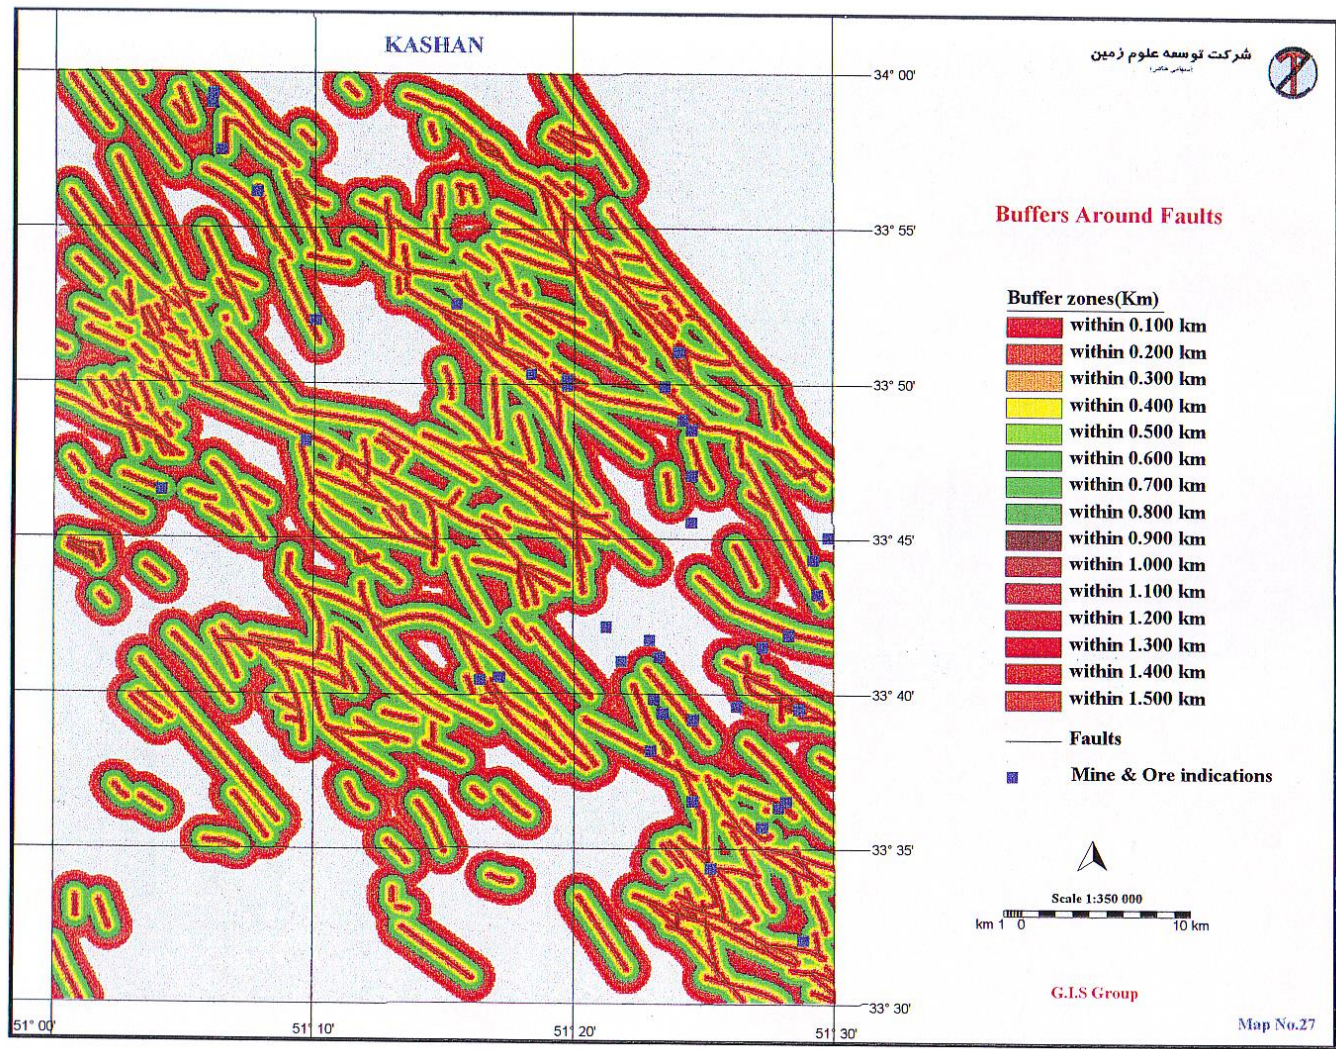 KASHAN
شرکت توسعه علوم زمین
(سهامی خاص)
34° 00'
33° 55'
33° 50'
33° 45'
33° 40'
33° 35'
33° 30'
51° 00'
51° 10'
51° 20'
51° 30'
Buffers Around Faults
Buffer zones(Km)
within 0.100 km
within 0.200 km
within 0.300 km
within 0.400 km
within 0.500 km
within 0.600 km
within 0.700 km
within 0.800 km
within 0.900 km
within 1.000 km
within 1.100 km
within 1.200 km
within 1.300 km
within 1.400 km
within 1.500 km
Faults
Mine & Ore indications
Scale 1:350 000
km 1 0 10 km
G.I.S Group
Map No.27